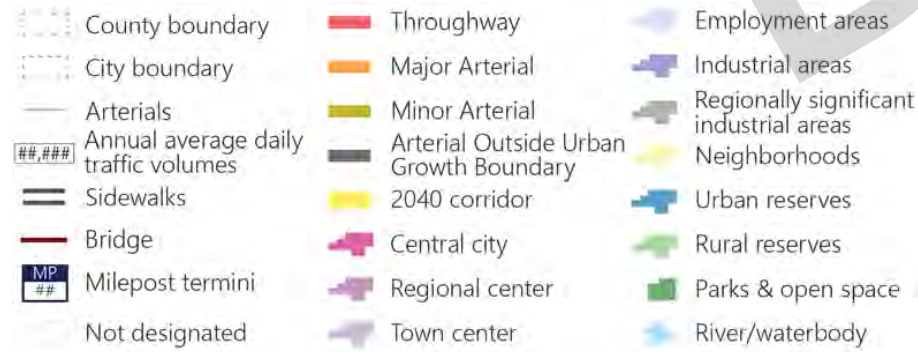 County boundary
City boundary
Arterials
##,###
Annual average daily
traffic volumes
Sidewalks
Bridge
MP
##
Milepost termini
Not designated
Throughway
Major Arterial
Minor Arterial
Arterial Outside Urban
Growth Boundary
2040 corridor
Central city
Regional center
Town center
Employment areas
Industrial areas
Regionally significant
industrial areas
Neighborhoods
Urban reserves
Rural reserves
Parks & open space
River/waterbody